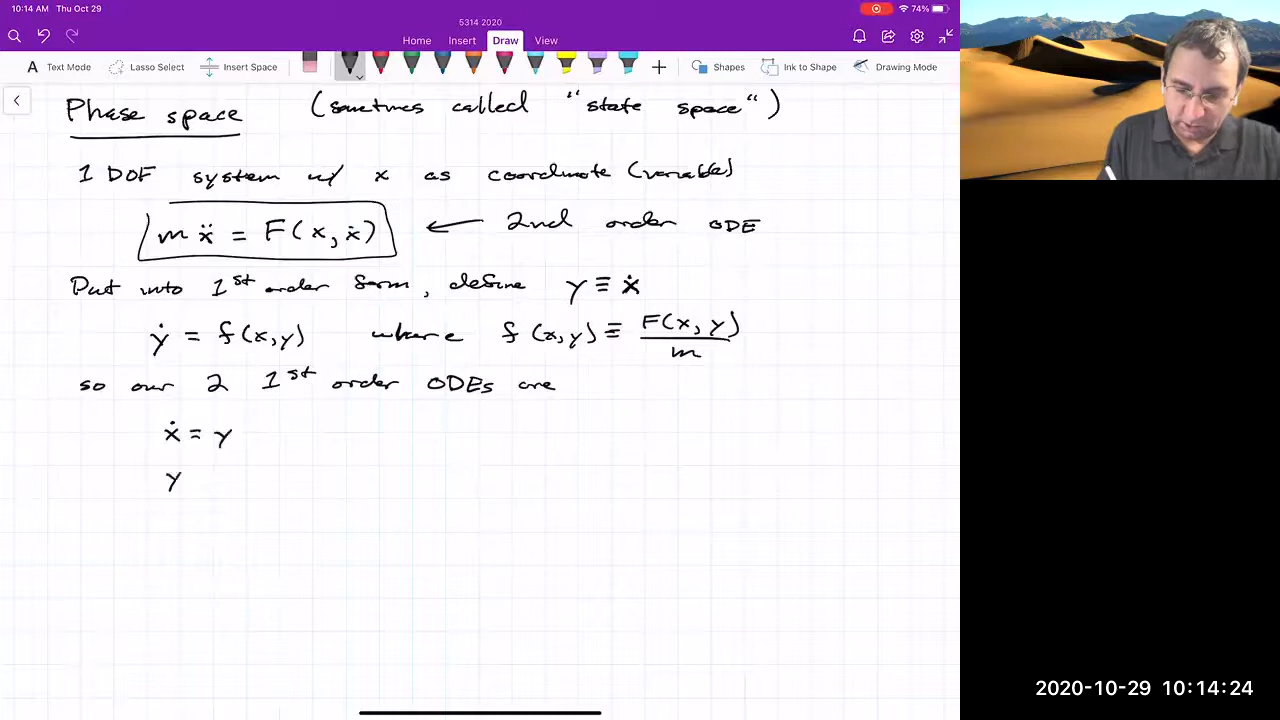 10:14 AM Thu Oct 29
74%
5314 2020
Home Insert Draw View
Text Mode Lasso Select Insert Space Shapes Ink to Shape Drawing Mode
Phase space (sometimes called "state space")
1 DOF system w/ x as coordinate (variable)
m ẍ = F(x, ẋ) ← 2nd order ODE
Put into 1st order form, define y ≡ ẋ
ẏ = f(x,y) where f(x,y) ≡ F(x,y)/m
so our 2 1st order ODEs are
ẋ = y
y
2020-10-29 10:14:24